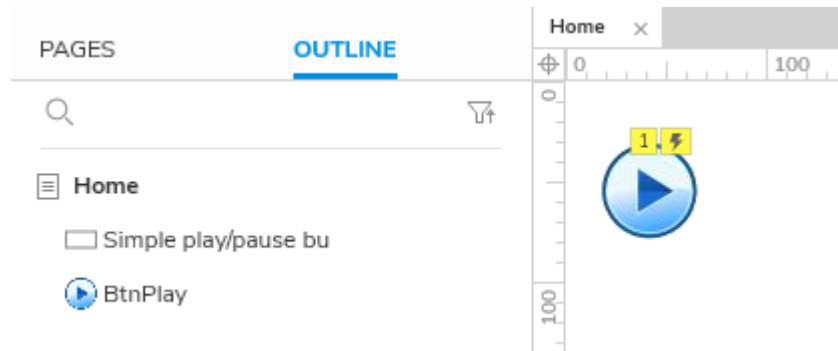 PAGES
OUTLINE
Home
Simple play/pause bu
BtnPlay
Home
0
100
0
100
1